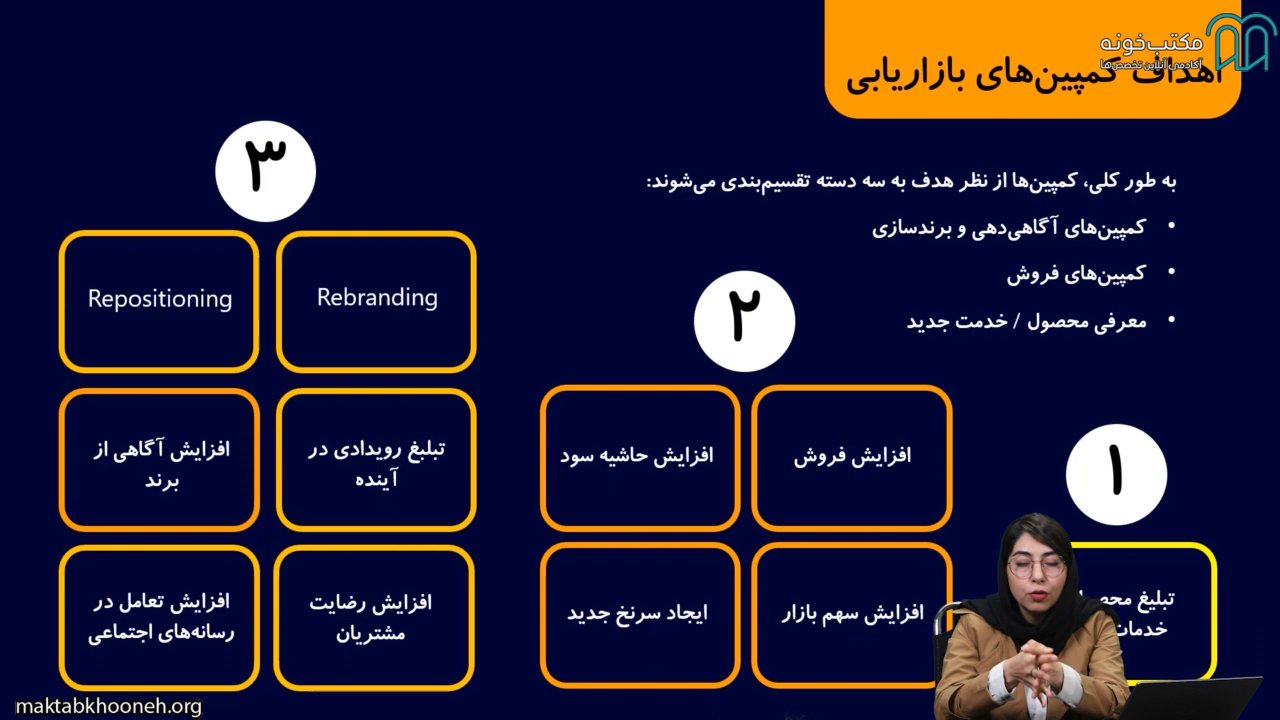 مکتب‌خونه
آکادمی آنلاین تخصص‌ها
اهداف کمپین‌های بازاریابی
به طور کلی، کمپین‌ها از نظر هدف به سه دسته تقسیم‌بندی می‌شوند:
• کمپین‌های آگاهی‌دهی و برندسازی
• کمپین‌های فروش
• معرفی محصول / خدمت جدید
۱
تبلیغ
خدمات
۲
افزایش فروش
افزایش حاشیه سود
افزایش سهم بازار
ایجاد سرنخ جدید
۳
Rebranding
Repositioning
تبلیغ رویدادی در
آینده
افزایش آگاهی از
برند
افزایش رضایت
مشتریان
افزایش تعامل در
رسانه‌های اجتماعی
maktabkhooneh.org